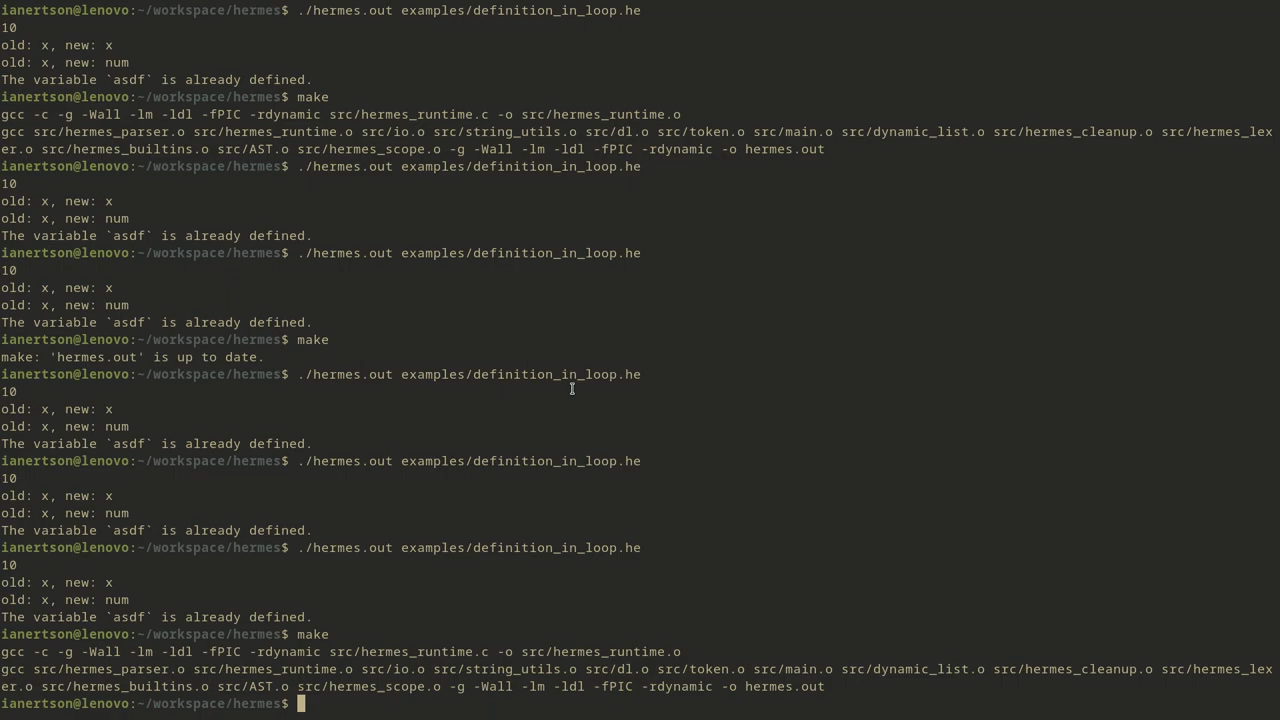 ianertson@lenovo:~/workspace/hermes$ ./hermes.out examples/definition_in_loop.he
10
old: x, new: x
old: x, new: num
The variable `asdf` is already defined.
ianertson@lenovo:~/workspace/hermes$ make
gcc -c -g -Wall -lm -ldl -fPIC -rdynamic src/hermes_runtime.c -o src/hermes_runtime.o
gcc src/hermes_parser.o src/hermes_runtime.o src/io.o src/string_utils.o src/dl.o src/token.o src/main.o src/dynamic_list.o src/hermes_cleanup.o src/hermes_lex
er.o src/hermes_builtins.o src/AST.o src/hermes_scope.o -g -Wall -lm -ldl -fPIC -rdynamic -o hermes.out
ianertson@lenovo:~/workspace/hermes$ ./hermes.out examples/definition_in_loop.he
10
old: x, new: x
old: x, new: num
The variable `asdf` is already defined.
ianertson@lenovo:~/workspace/hermes$ ./hermes.out examples/definition_in_loop.he
10
old: x, new: x
old: x, new: num
The variable `asdf` is already defined.
ianertson@lenovo:~/workspace/hermes$ make
make: 'hermes.out' is up to date.
ianertson@lenovo:~/workspace/hermes$ ./hermes.out examples/definition_in_loop.he
10
old: x, new: x
old: x, new: num
The variable `asdf` is already defined.
ianertson@lenovo:~/workspace/hermes$ ./hermes.out examples/definition_in_loop.he
10
old: x, new: x
old: x, new: num
The variable `asdf` is already defined.
ianertson@lenovo:~/workspace/hermes$ ./hermes.out examples/definition_in_loop.he
10
old: x, new: x
old: x, new: num
The variable `asdf` is already defined.
ianertson@lenovo:~/workspace/hermes$ make
gcc -c -g -Wall -lm -ldl -fPIC -rdynamic src/hermes_runtime.c -o src/hermes_runtime.o
gcc src/hermes_parser.o src/hermes_runtime.o src/io.o src/string_utils.o src/dl.o src/token.o src/main.o src/dynamic_list.o src/hermes_cleanup.o src/hermes_lex
er.o src/hermes_builtins.o src/AST.o src/hermes_scope.o -g -Wall -lm -ldl -fPIC -rdynamic -o hermes.out
ianertson@lenovo:~/workspace/hermes$